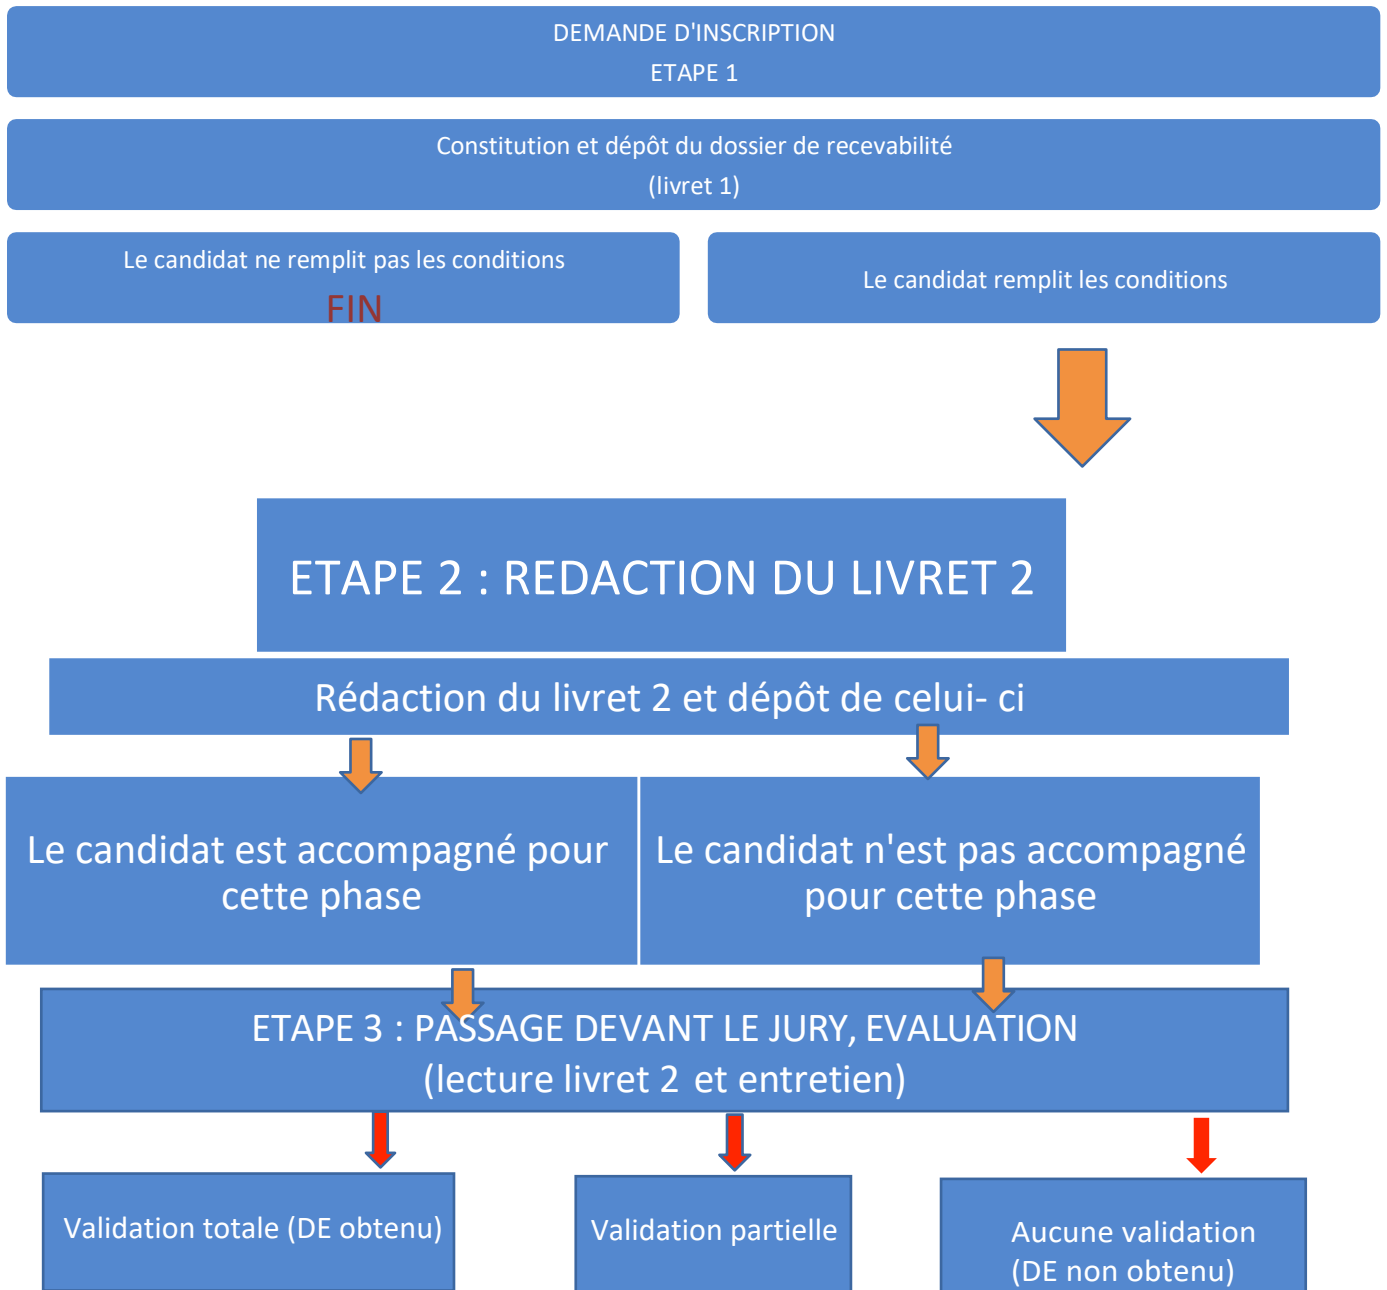 DEMANDE D'INSCRIPTION
ETAPE 1
Constitution et dépôt du dossier de recevabilité
(livret 1)
Le candidat ne remplit pas les conditions
FIN
Le candidat remplit les conditions
ETAPE 2 : REDACTION DU LIVRET 2
Rédaction du livret 2 et dépôt de celui- ci
Le candidat est accompagné pour
cette phase
Le candidat n'est pas accompagné
pour cette phase
ETAPE 3 : PASSAGE DEVANT LE JURY, EVALUATION
(lecture livret 2 et entretien)
Validation totale (DE obtenu)
Validation partielle
Aucune validation
(DE non obtenu)